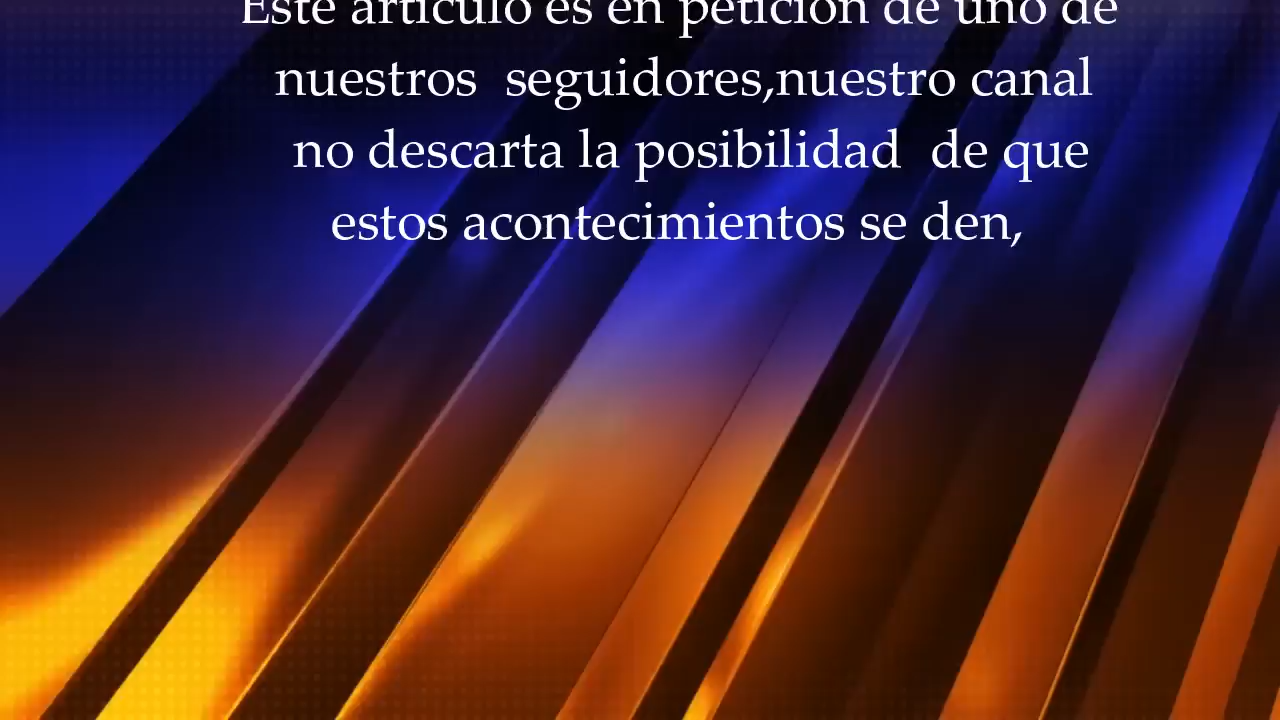 Este artículo es en petición de uno de
nuestros  seguidores,nuestro canal
no descarta la posibilidad  de que
estos acontecimientos se den,